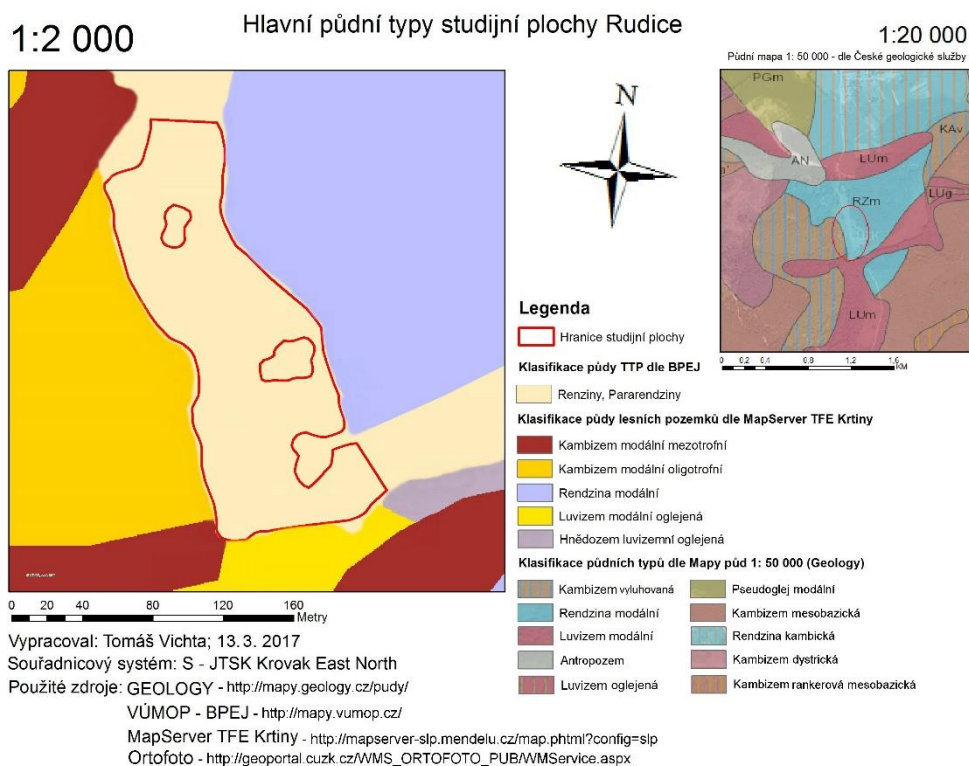 Hlavní půdní typy studijní plochy Rudice
1:2 000
1:20 000
Půdní mapa 1: 50 000 - dle České geologické služby
N
PGm
KAv
AN
LUm
LUg
RZm
LUm
0 0,2 0,4 0,8 1,2 1,6
KM
Legenda
Hranice studijní plochy
Klasifikace půdy TTP dle BPEJ
Renziny, Pararendziny
Klasifikace půdy lesních pozemků dle MapServer TFE Krtiny
Kambizem modální mezotrofní
Kambizem modální oligotrofní
Rendzina modální
Luvizem modální oglejená
Hnědozem luvizemní oglejená
Klasifikace půdních typů dle Mapy půd 1: 50 000 (Geology)
Kambizem vyluhovaná
Rendzina modální
Luvizem modální
Antropozem
Luvizem oglejená
Pseudoglej modální
Kambizem mesobazická
Rendzina kambická
Kambizem dystrická
Kambizem rankerová mesobazická
0 20 40 80 120 160
Metry
Vypracoval: Tomáš Vichta; 13.3. 2017
Souřadnicový systém: S - JTSK Krovak East North
Použité zdroje: GEOLOGY - http://mapy.geology.cz/pudy/
VÚMOP - BPEJ - http://mapy.vumop.cz/
MapServer TFE Krtiny - http://mapserver-slp.mendelu.cz/map.phtml?config=slp
Ortofoto - http://geoportal.cuzk.cz/WMS_ORTOFOTO_PUB/WMService.aspx